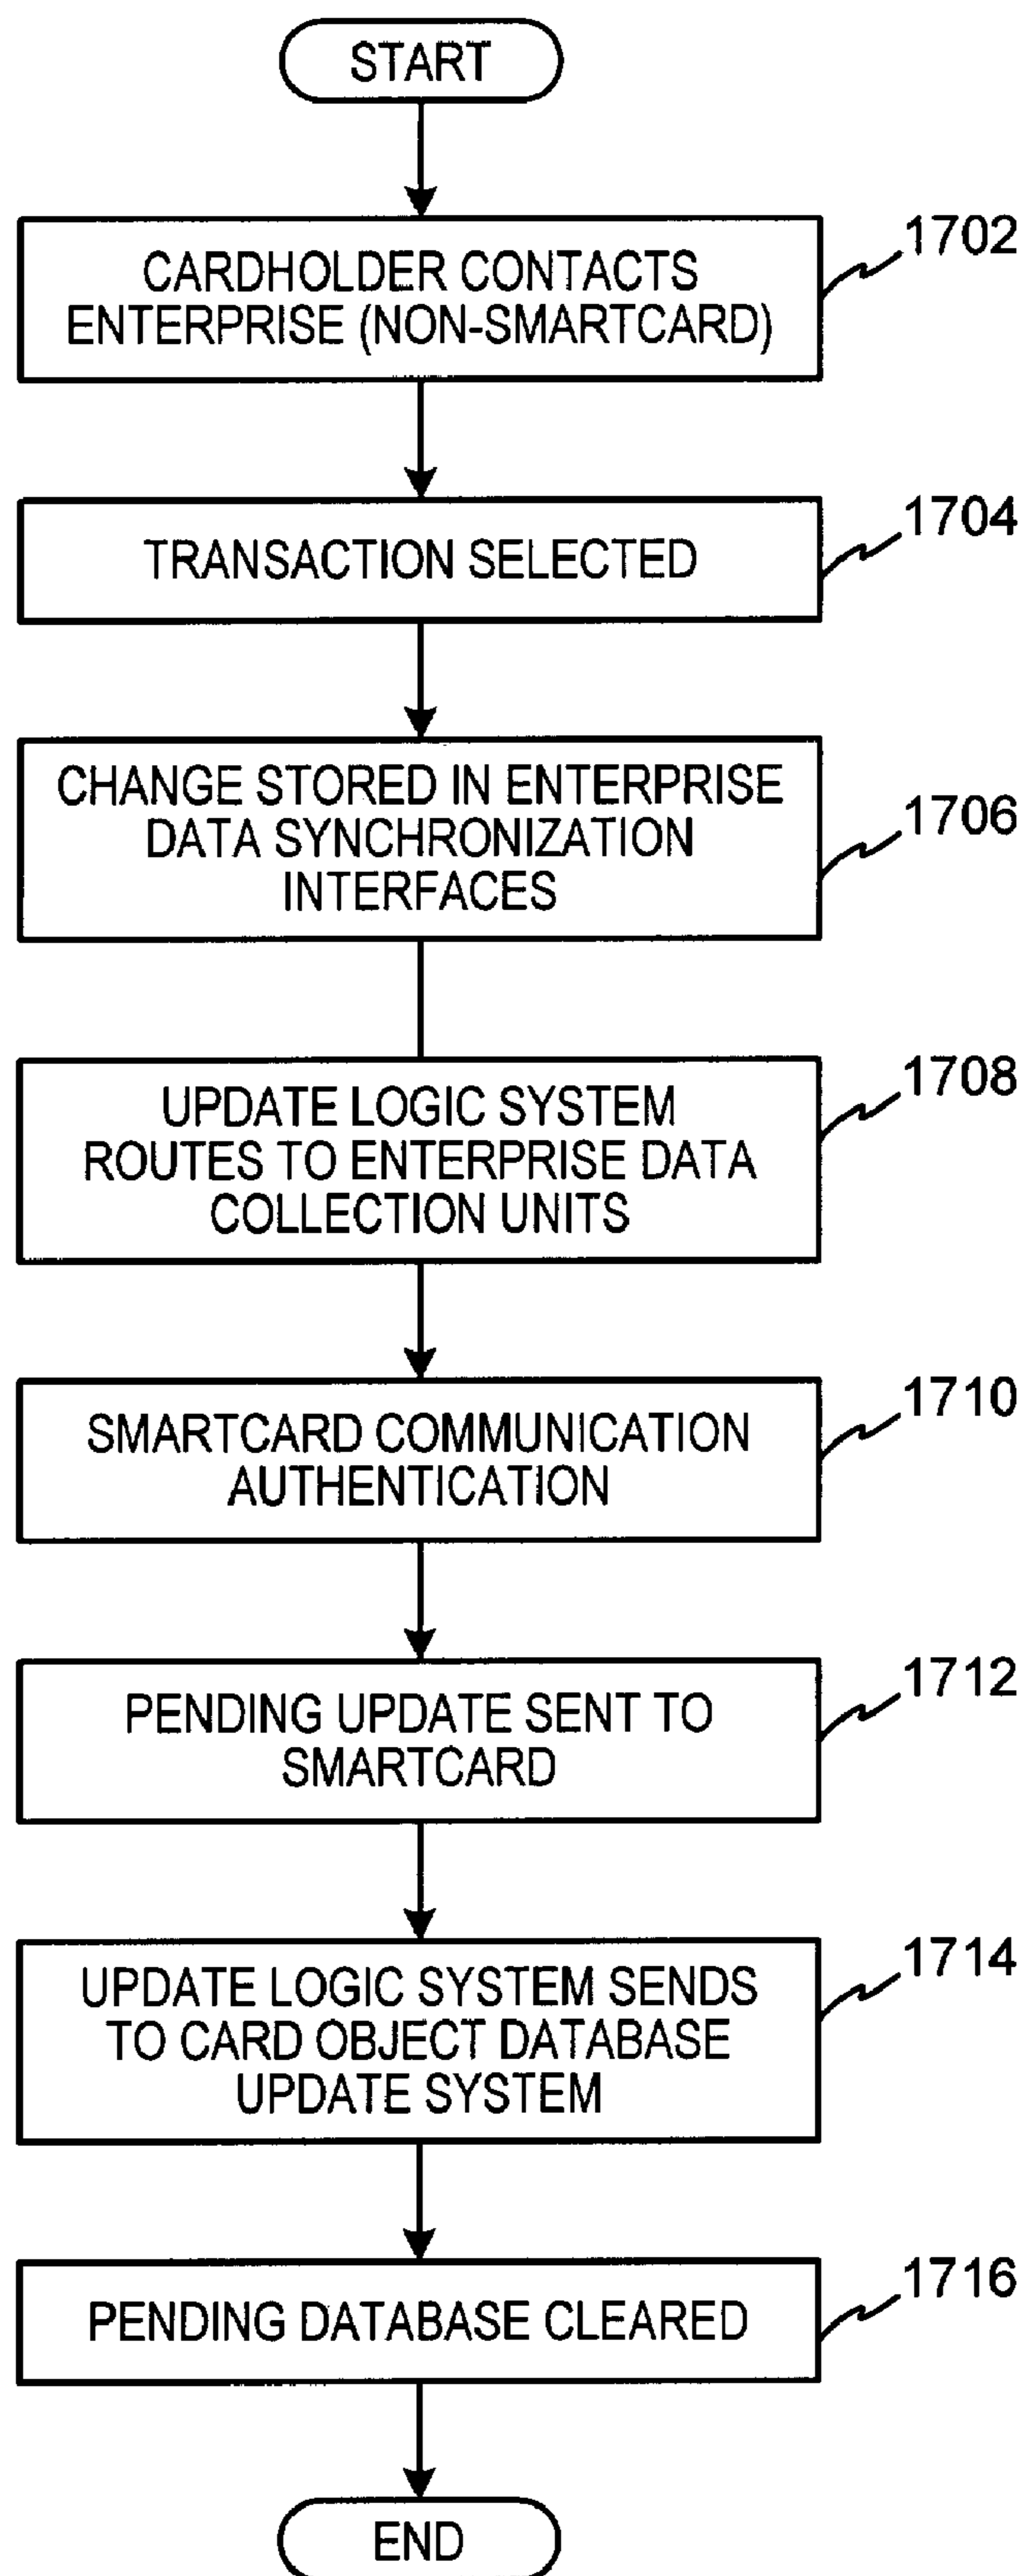 START
CARDHOLDER CONTACTS
ENTERPRISE (NON-SMARTCARD)
1702
TRANSACTION SELECTED
1704
CHANGE STORED IN ENTERPRISE
DATA SYNCHRONIZATION
INTERFACES
1706
UPDATE LOGIC SYSTEM
ROUTES TO ENTERPRISE DATA
COLLECTION UNITS
1708
SMARTCARD COMMUNICATION
AUTHENTICATION
1710
PENDING UPDATE SENT TO
SMARTCARD
1712
UPDATE LOGIC SYSTEM SENDS
TO CARD OBJECT DATABASE
UPDATE SYSTEM
1714
PENDING DATABASE CLEARED
1716
END